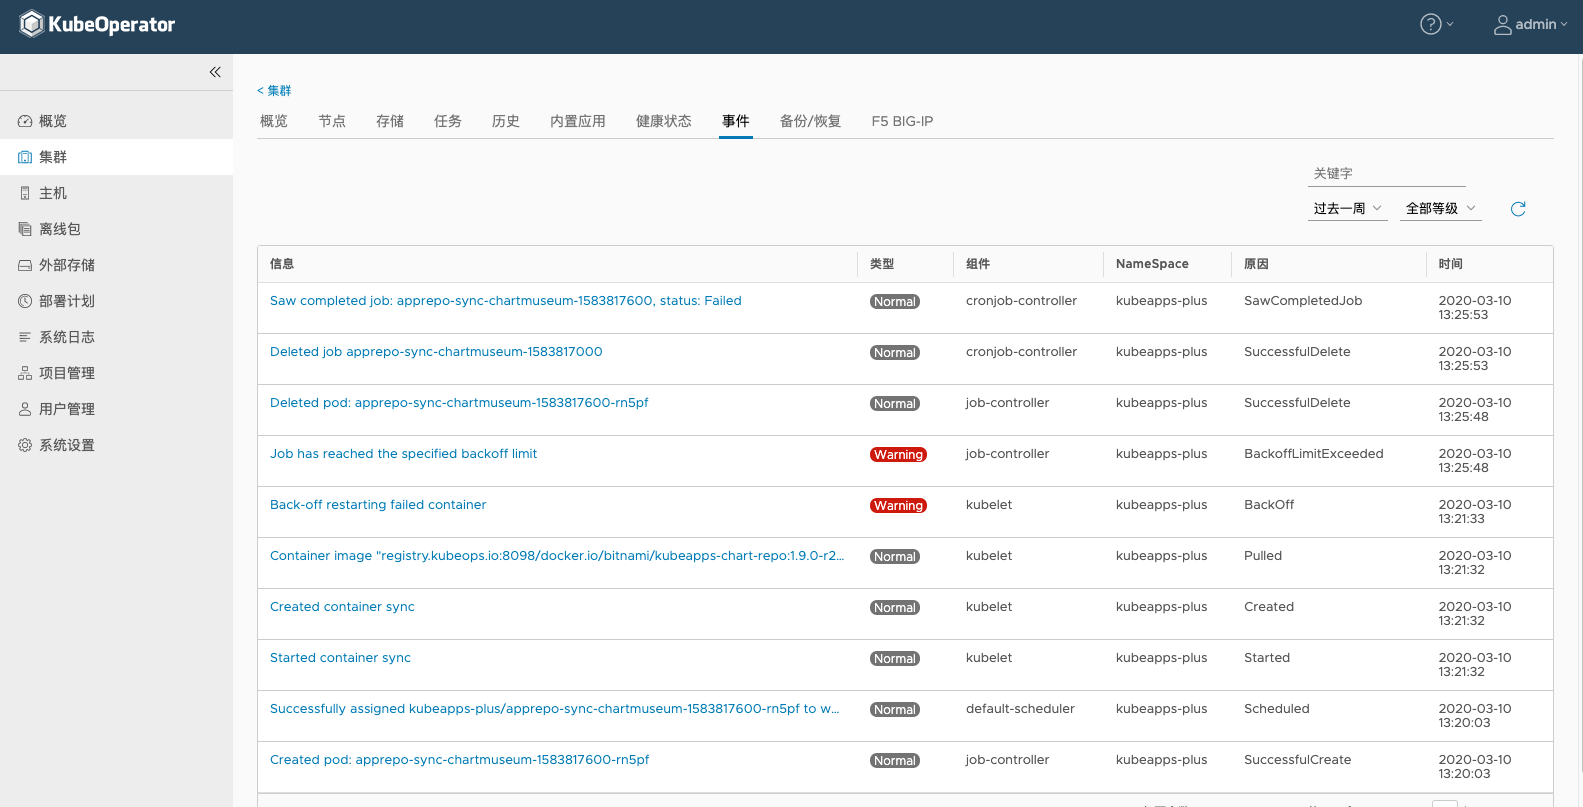 KubeOperator
admin
概览
集群
主机
离线包
外部存储
部署计划
系统日志
项目管理
用户管理
系统设置
< 集群
概览 节点 存储 任务 历史 内置应用 健康状态 事件 备份/恢复 F5 BIG-IP
关键字
过去一周 全部等级
信息 类型 组件 NameSpace 原因 时间
Saw completed job: apprepo-sync-chartmuseum-1583817600, status: Failed Normal cronjob-controller kubeapps-plus SawCompletedJob 2020-03-10
13:25:53
Deleted job apprepo-sync-chartmuseum-1583817000 Normal cronjob-controller kubeapps-plus SuccessfulDelete 2020-03-10
13:25:53
Deleted pod: apprepo-sync-chartmuseum-1583817600-rn5pf Normal job-controller kubeapps-plus SuccessfulDelete 2020-03-10
13:25:48
Job has reached the specified backoff limit Warning job-controller kubeapps-plus BackoffLimitExceeded 2020-03-10
13:25:48
Back-off restarting failed container Warning kubelet kubeapps-plus BackOff 2020-03-10
13:21:33
Container image "registry.kubeops.io:8098/docker.io/bitnami/kubeapps-chart-repo:1.9.0-r2... Normal kubelet kubeapps-plus Pulled 2020-03-10
13:21:32
Created container sync Normal kubelet kubeapps-plus Created 2020-03-10
13:21:32
Started container sync Normal kubelet kubeapps-plus Started 2020-03-10
13:21:32
Successfully assigned kubeapps-plus/apprepo-sync-chartmuseum-1583817600-rn5pf to w... Normal default-scheduler kubeapps-plus Scheduled 2020-03-10
13:20:03
Created pod: apprepo-sync-chartmuseum-1583817600-rn5pf Normal job-controller kubeapps-plus SuccessfulCreate 2020-03-10
13:20:03